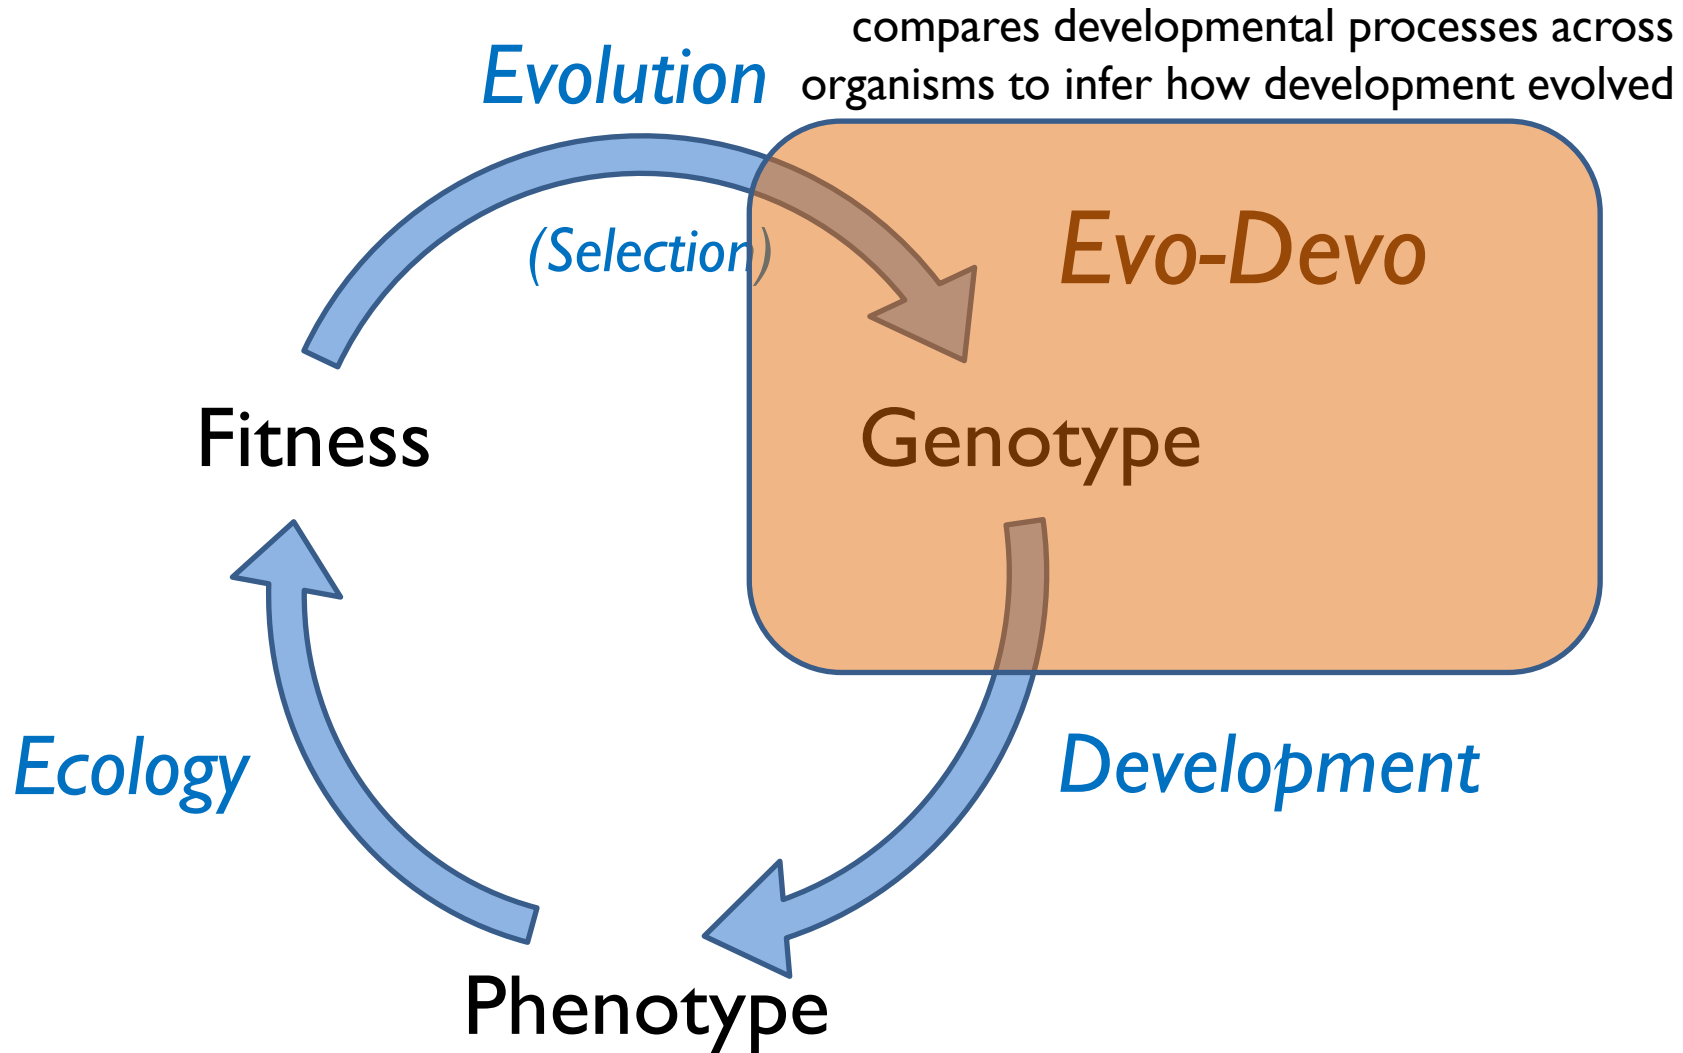 compares developmental processes across
organisms to infer how development evolved
Evolution
(Selection)
Evo-Devo
Fitness
Genotype
Ecology
Development
Phenotype